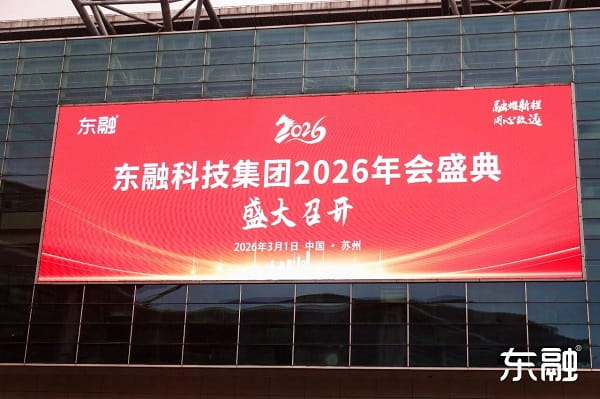 东融
2026
融耀新程
同心致远
东融科技集团2026年会盛典
盛大召开
2026年3月1日 中国·苏州
东融®